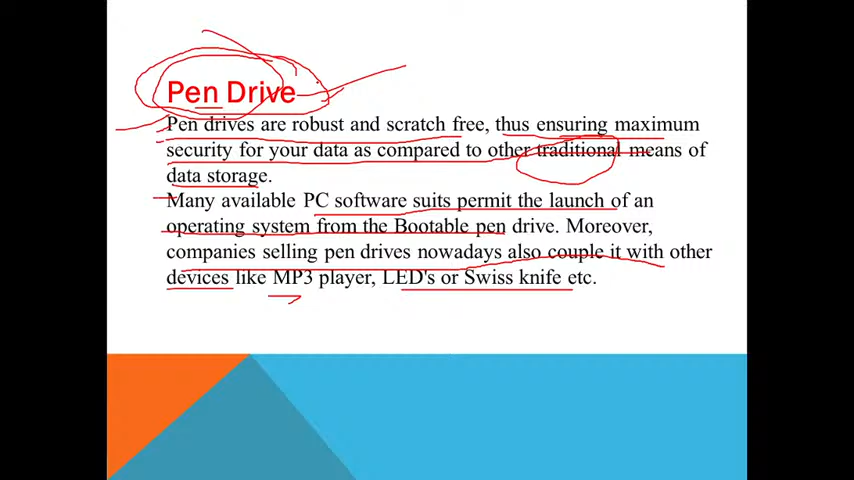 Pen Drive
Pen drives are robust and scratch free, thus ensuring maximum
security for your data as compared to other traditional means of
data storage.
Many available PC software suits permit the launch of an
operating system from the Bootable pen drive. Moreover,
companies selling pen drives nowadays also couple it with other
devices like MP3 player, LED's or Swiss knife etc.